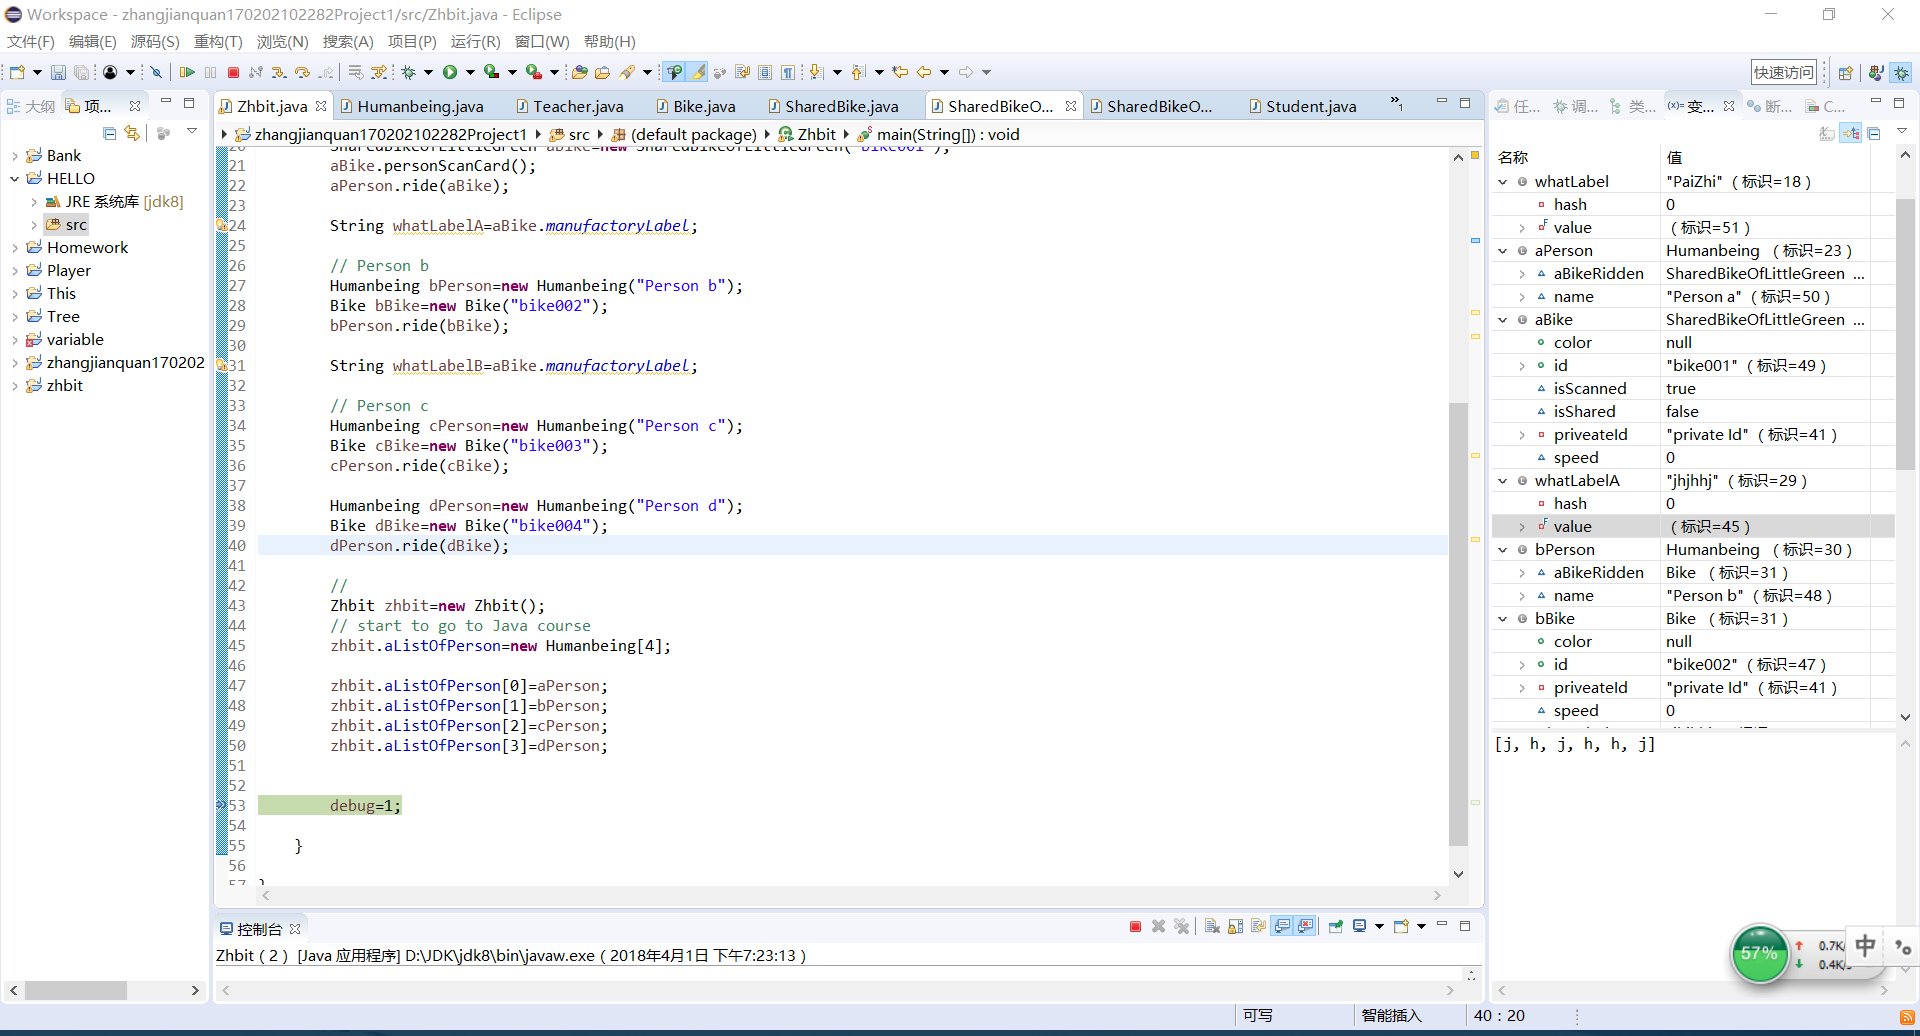 Workspace - zhangjianquan170202102282Project1/src/Zhbit.java - Eclipse
文件(F) 编辑(E) 源码(S) 重构(T) 浏览(N) 搜索(A) 项目(P) 运行(R) 窗口(W) 帮助(H)
快速访问
大纲 项...
Bank
HELLO
JRE 系统库 [jdk8]
src
Homework
Player
This
Tree
variable
zhangjianquan170202
zhbit
Zhbit.java Humanbeing.java Teacher.java Bike.java SharedBike.java SharedBikeO... SharedBikeO... Student.java »1
zhangjianquan170202102282Project1 src (default package) Zhbit main(String[]) : void
20 SharedBikeOfLittleGreen aBike=new SharedBikeOfLittleGreen("bike001");
21 aBike.personScanCard();
22 aPerson.ride(aBike);
23
24 String whatLabelA=aBike.manufactoryLabel;
25
26 // Person b
27 Humanbeing bPerson=new Humanbeing("Person b");
28 Bike bBike=new Bike("bike002");
29 bPerson.ride(bBike);
30
31 String whatLabelB=aBike.manufactoryLabel;
32
33 // Person c
34 Humanbeing cPerson=new Humanbeing("Person c");
35 Bike cBike=new Bike("bike003");
36 cPerson.ride(cBike);
37
38 Humanbeing dPerson=new Humanbeing("Person d");
39 Bike dBike=new Bike("bike004");
40 dPerson.ride(dBike);
41
42 //
43 Zhbit zhbit=new Zhbit();
44 // start to go to Java course
45 zhbit.aListOfPerson=new Humanbeing[4];
46
47 zhbit.aListOfPerson[0]=aPerson;
48 zhbit.aListOfPerson[1]=bPerson;
49 zhbit.aListOfPerson[2]=cPerson;
50 zhbit.aListOfPerson[3]=dPerson;
51
52
53 debug=1;
54
55 }
56
57 }
控制台
Zhbit（2） [Java 应用程序] D:\JDK\jdk8\bin\javaw.exe（2018年4月1日 下午7:23:13）
任... 调... 类... 变... 断... C...
名称 值
whatLabel "PaiZhi"（标识=18）
hash 0
value （标识=51）
aPerson Humanbeing （标识=23）
aBikeRidden SharedBikeOfLittleGreen ...
name "Person a"（标识=50）
aBike SharedBikeOfLittleGreen ...
color null
id "bike001"（标识=49）
isScanned true
isShared false
priveateId "private Id"（标识=41）
speed 0
whatLabelA "jhjhhj"（标识=29）
hash 0
value （标识=45）
bPerson Humanbeing （标识=30）
aBikeRidden Bike （标识=31）
name "Person b"（标识=48）
bBike Bike （标识=31）
color null
id "bike002"（标识=47）
priveateId "private Id"（标识=41）
speed 0
[j, h, j, h, h, j]
57% 0.7K/ 中
0.4K/s
可写 智能插入 40 : 20